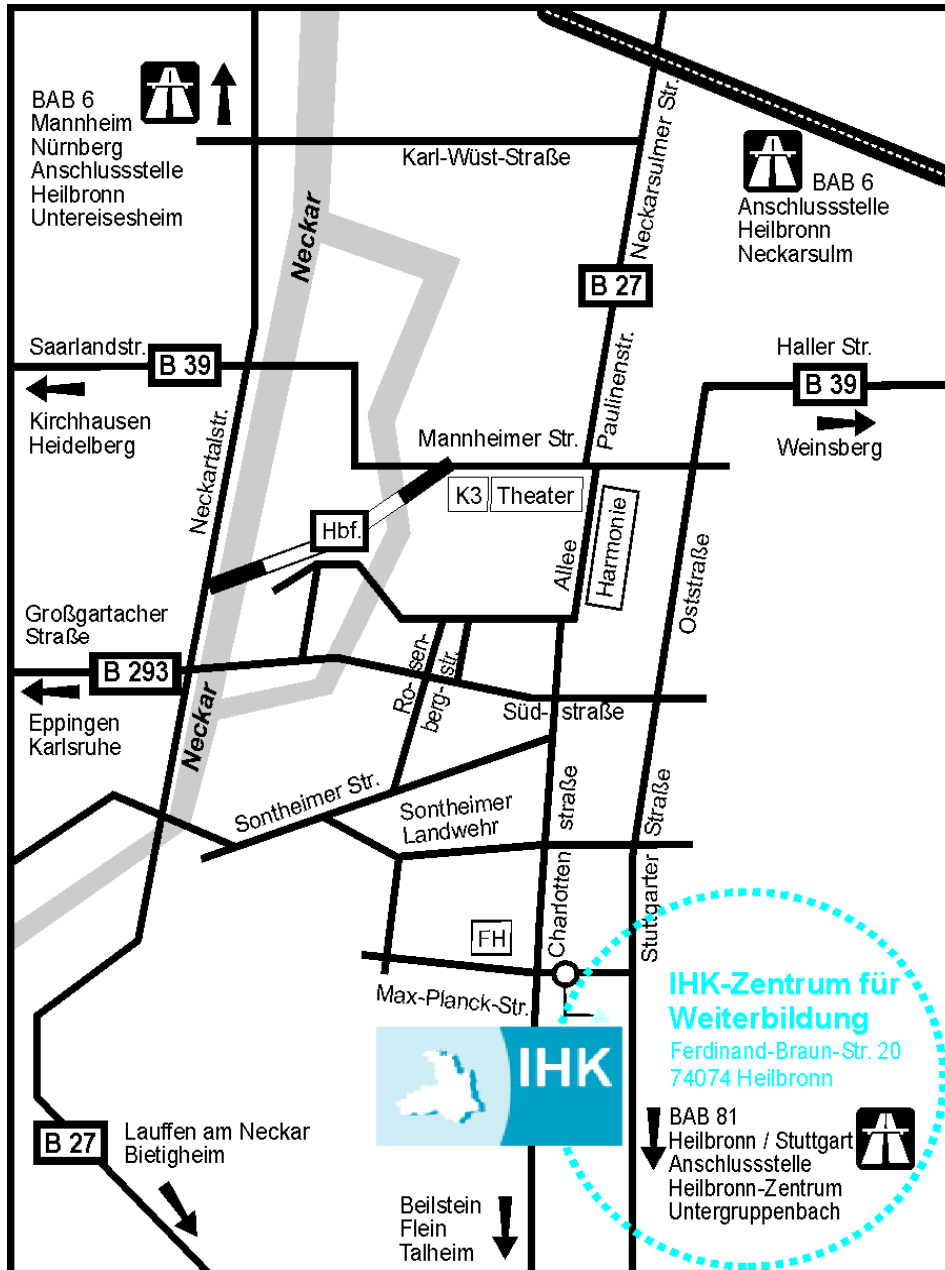 BAB 6
Mannheim
Nürnberg
Anschlussstelle
Heilbronn
Untereisesheim
Karl-Wüst-Straße
Neckarsulmer Str.
BAB 6
Anschlussstelle
Heilbronn
Neckarsulm
Neckar
B 27
Saarlandstr.
B 39
Kirchhausen
Heidelberg
Neckartalstr.
Paulinenstr.
Haller Str.
B 39
Weinsberg
Mannheimer Str.
K3
Theater
Hbf.
Allee
Harmonie
Oststraße
Großgartacher
Straße
B 293
Eppingen
Karlsruhe
Neckar
Ro-
sen-
berg-
str.
Süd-
straße
Sontheimer Str.
Sontheimer
Landwehr
Charlotten
straße
Stuttgarter
Straße
FH
Max-Planck-Str.
IHK
IHK-Zentrum für
Weiterbildung
Ferdinand-Braun-Str. 20
74074 Heilbronn
B 27
Lauffen am Neckar
Bietigheim
BAB 81
Heilbronn / Stuttgart
Anschlussstelle
Heilbronn-Zentrum
Untergruppenbach
Beilstein
Flein
Talheim